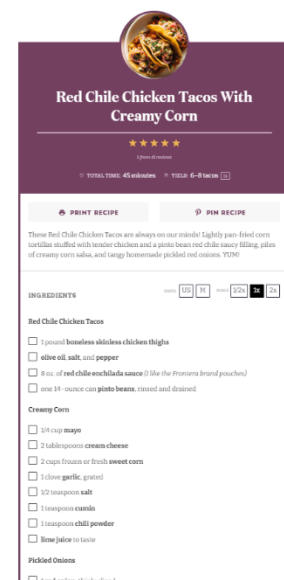 Red Chile Chicken Tacos With
Creamy Corn
5 from 18 reviews
TOTAL TIME: 45 minutes YIELD: 6–8 tacos 1x
PRINT RECIPE
PIN RECIPE
These Red Chile Chicken Tacos are always on our minds! Lightly pan-fried corn
tortillas stuffed with tender chicken and a pinto bean red chile saucy filling, piles
of creamy corn salsa, and tangy homemade pickled red onions. YUM!
INGREDIENTS
US M
1/2x 1x 2x
Red Chile Chicken Tacos
1 pound boneless skinless chicken thighs
olive oil, salt, and pepper
8 oz. of red chile enchilada sauce (I like the Frontera brand pouches)
one 14-ounce can pinto beans, rinsed and drained
Creamy Corn
1/4 cup mayo
2 tablespoons cream cheese
2 cups frozen or fresh sweet corn
1 clove garlic, grated
1/2 teaspoon salt
1 teaspoon cumin
1 teaspoon chili powder
lime juice to taste
Pickled Onions